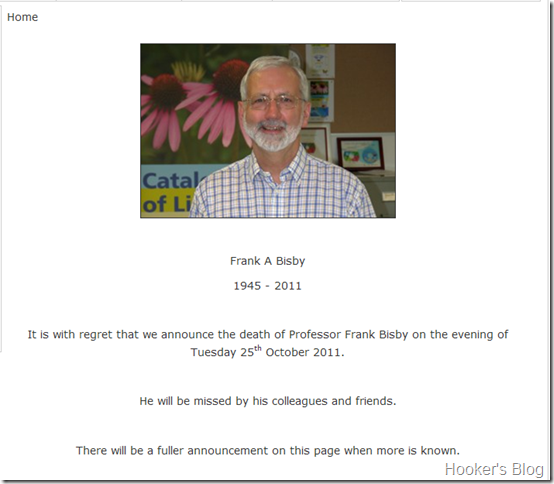 Home
Catal
of Li
Frank A Bisby
1945 - 2011
It is with regret that we announce the death of Professor Frank Bisby on the evening of
Tuesday 25th October 2011.
He will be missed by his colleagues and friends.
There will be a fuller announcement on this page when more is known.
Hooker's Blog